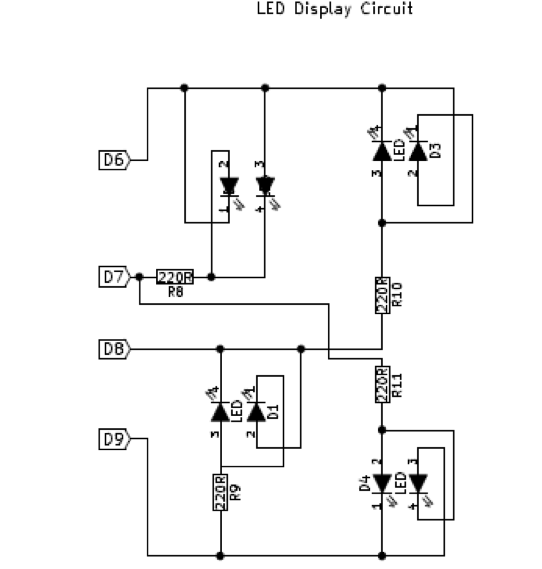 LED Display Circuit
D6
2
3
1
4
4
LED
1
D3
3
2
D7
220R
R8
220R
R10
D8
220R
R11
4
LED
1
D1
3
2
D9
220R
R9
D4
2
LED
3
1
4